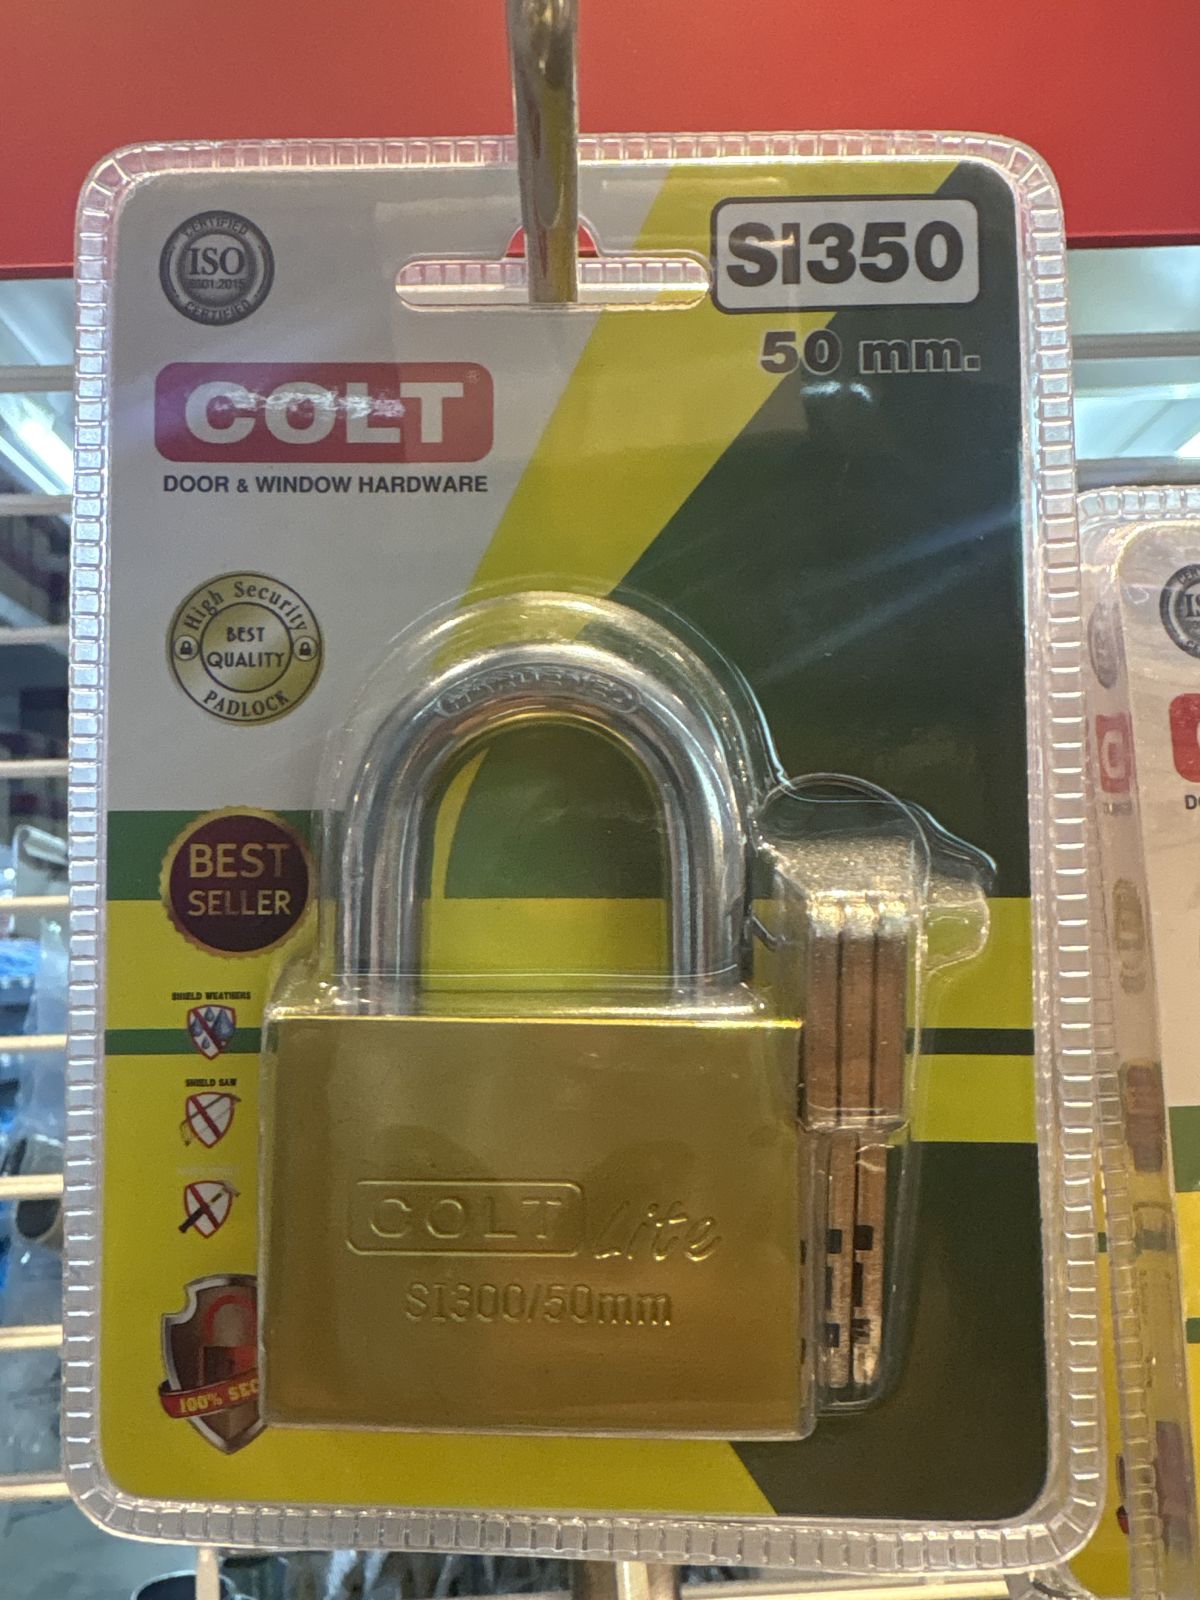 CERTIFIED
ISO
9001:2015
CERTIFIED
SI350
50 mm.
COLT®
DOOR & WINDOW HARDWARE
High Security
BEST
QUALITY
PADLOCK
HARDENED
BEST
SELLER
SHIELD WEATHERS
SHIELD SAW
COLT Lite
SI300/50mm
100% SEC